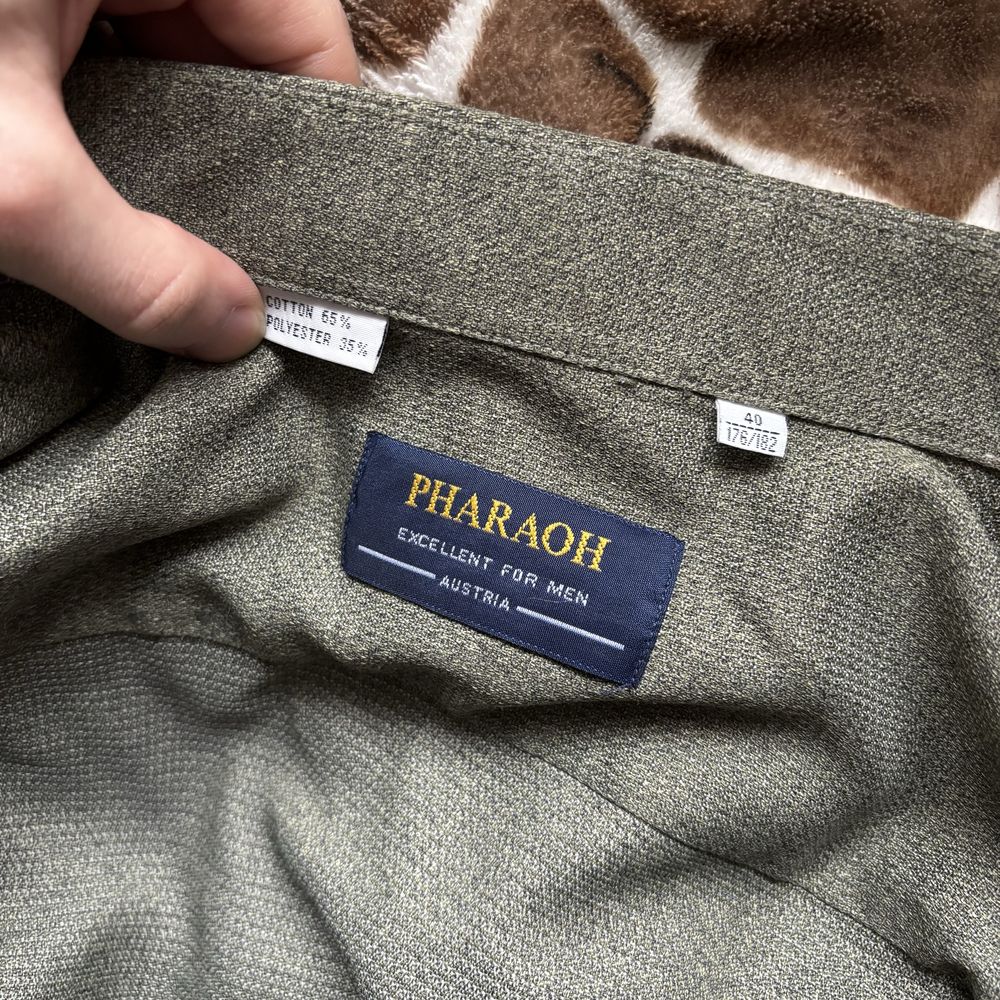 COTTON 65%
POLYESTER 35%
40
176/182
PHARAOH
EXCELLENT FOR MEN
AUSTRIA